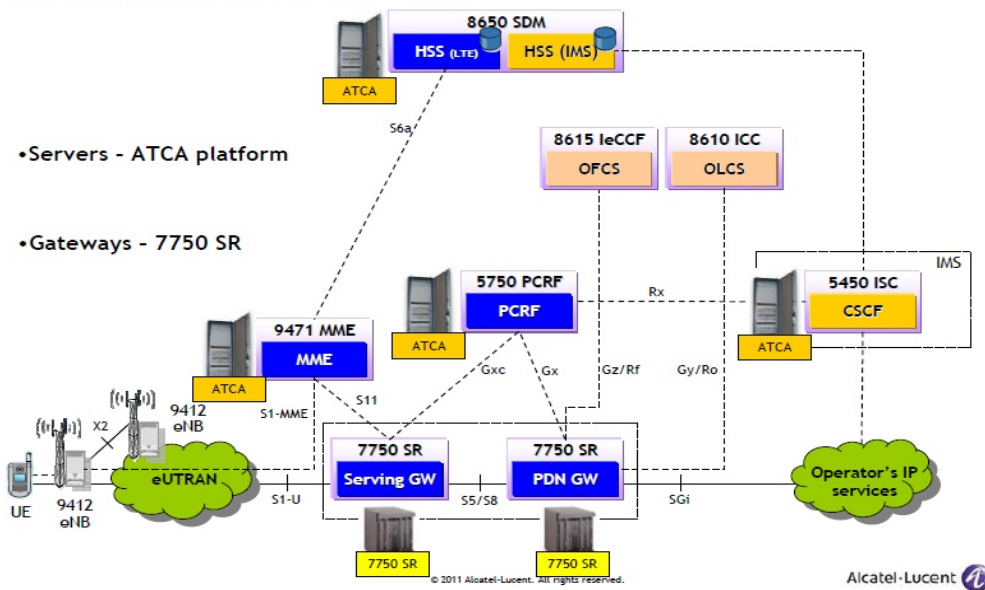 8650 SDM
HSS (LTE)
HSS (IMS)
ATCA
S6a
•Servers - ATCA platform
8615 IeCCF
OFCS
8610 ICC
OLCS
•Gateways - 7750 SR
IMS
5750 PCRF
PCRF
ATCA
Rx
5450 ISC
CSCF
ATCA
9471 MME
MME
ATCA
Gxc
Gx
Gz/Rf
Gy/Ro
S11
S1-MME
9412
eNB
X2
7750 SR
Serving GW
7750 SR
PDN GW
eUTRAN
Operator's IP
services
UE
9412
eNB
S1-U
S5/S8
SGi
7750 SR
7750 SR
© 2011 Alcatel-Lucent. All rights reserved.
Alcatel·Lucent